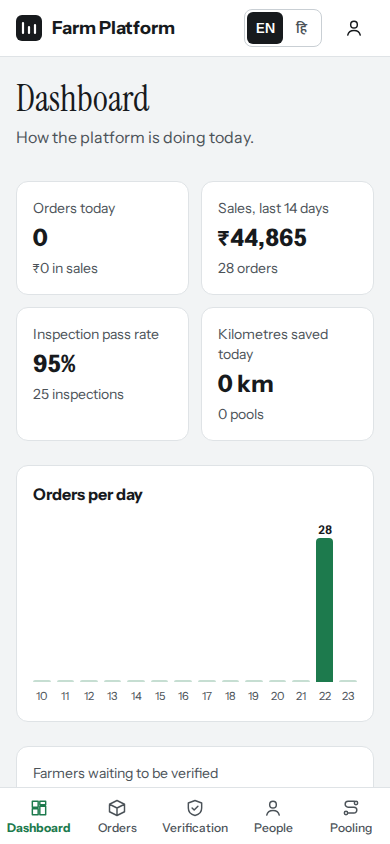 Farm Platform
EN
हि
Dashboard
How the platform is doing today.
Orders today
0
₹0 in sales
Sales, last 14 days
₹44,865
28 orders
Inspection pass rate
95%
25 inspections
Kilometres saved
today
0 km
0 pools
Orders per day
28
10 11 12 13 14 15 16 17 18 19 20 21 22 23
Farmers waiting to be verified
Dashboard
Orders
Verification
People
Pooling